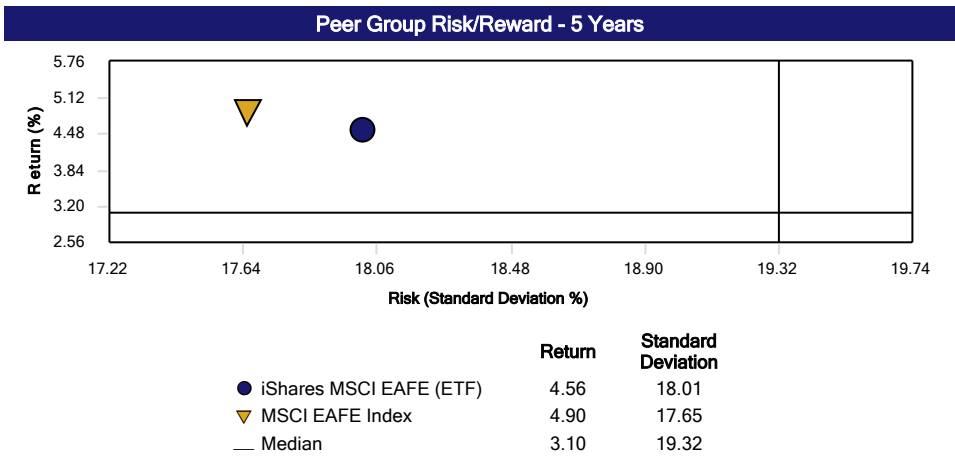 Peer Group Risk/Reward - 5 Years
5.76
5.12
4.48
3.84
3.20
2.56
R eturn (%)
17.22 17.64 18.06 18.48 18.90 19.32 19.74
Risk (Standard Deviation %)
Return Standard
Deviation
iShares MSCI EAFE (ETF) 4.56 18.01
MSCI EAFE Index 4.90 17.65
Median 3.10 19.32